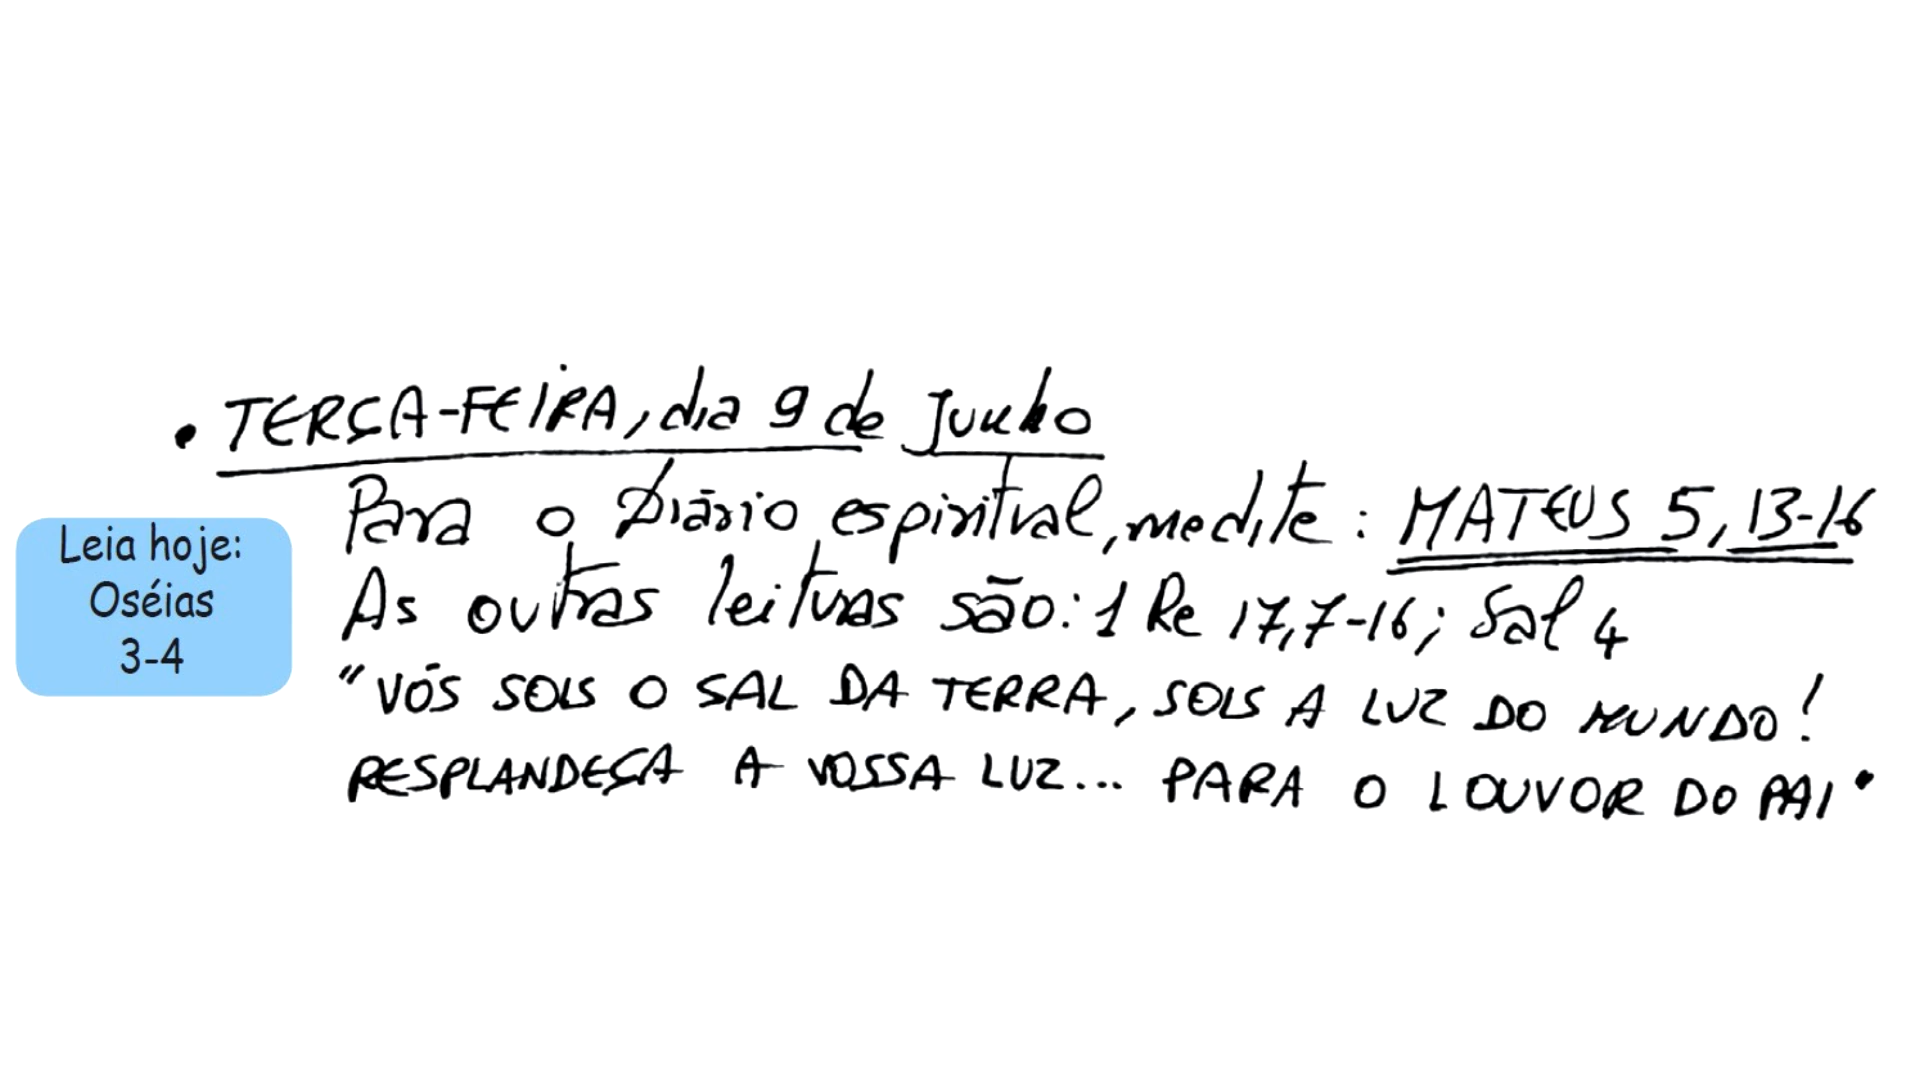 • TERÇA-FEIRA, dia 9 de Junho
Para o Diário espiritual, medite: MATEUS 5, 13-16
As outras leituras são: 1 Re 17,7-16; Sal 4
"VÓS SOIS O SAL DA TERRA, SOIS A LUZ DO MUNDO!
RESPLANDEÇA A VOSSA LUZ... PARA O LOUVOR DO PAI •
Leia hoje:
Oséias
3-4